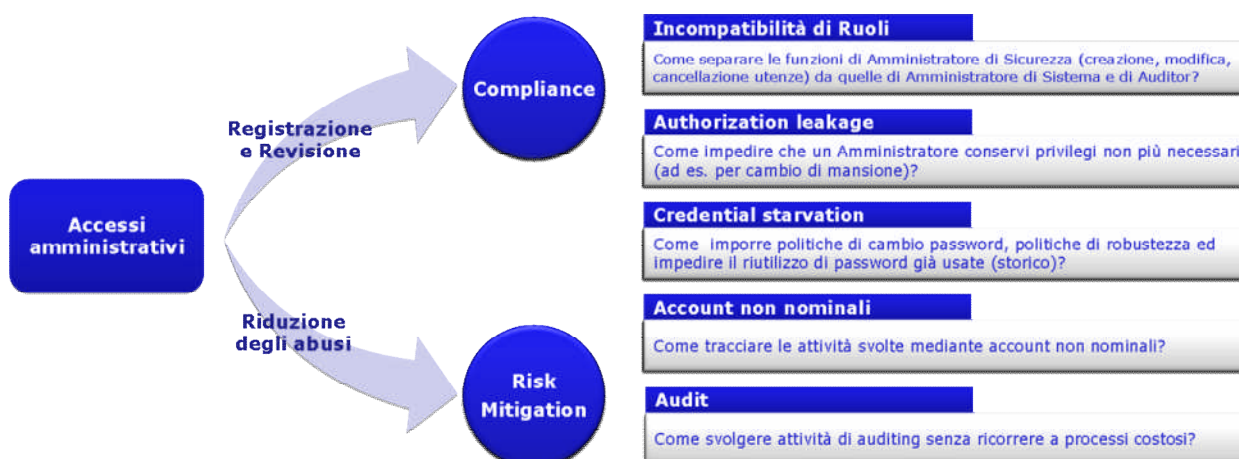 Accessi
amministrativi
Registrazione
e Revisione
Riduzione
degli abusi
Compliance
Risk
Mitigation
Incompatibilità di Ruoli
Come separare le funzioni di Amministratore di Sicurezza (creazione, modifica,
cancellazione utenze) da quelle di Amministratore di Sistema e di Auditor?
Authorization leakage
Come impedire che un Amministratore conservi privilegi non più necessari
(ad es. per cambio di mansione)?
Credential starvation
Come imporre politiche di cambio password, politiche di robustezza ed
impedire il riutilizzo di password già usate (storico)?
Account non nominali
Come tracciare le attività svolte mediante account non nominali?
Audit
Come svolgere attività di auditing senza ricorrere a processi costosi?